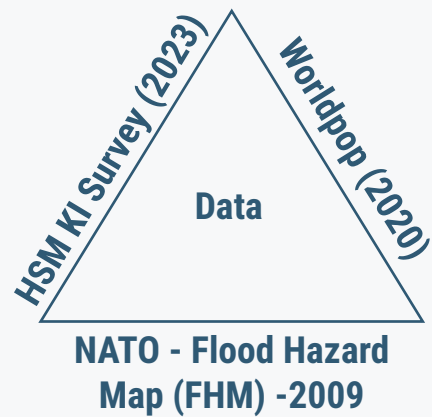 HSM KI Survey (2023)
Worldpop (2020)
Data
NATO - Flood Hazard
Map (FHM) -2009